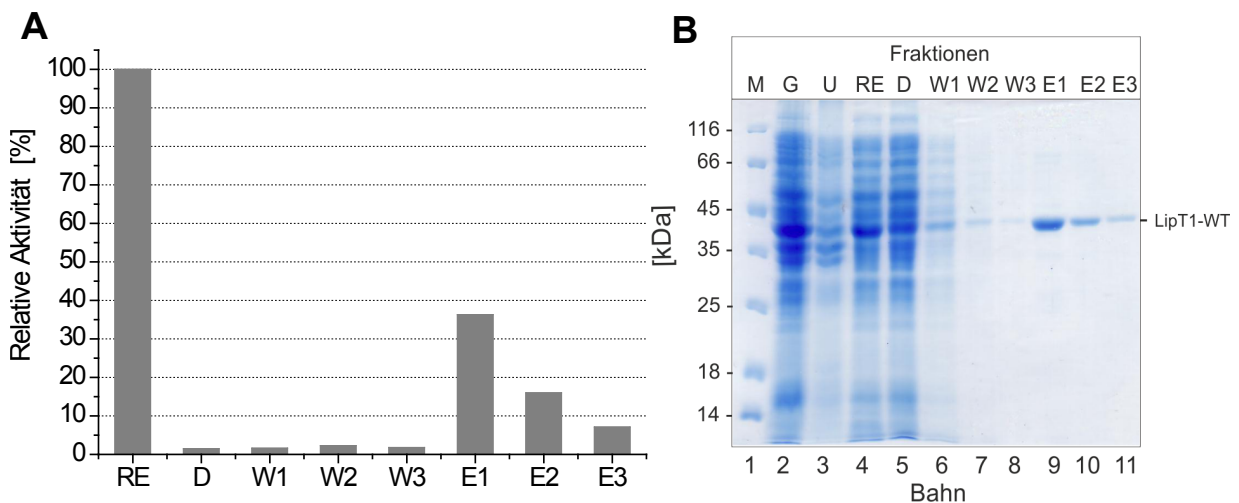 A
Relative Aktivität [%]
100
90
80
70
60
50
40
30
20
10
0
RE D W1 W2 W3 E1 E2 E3
B
Fraktionen
M G U RE D W1 W2 W3 E1 E2 E3
[kDa]
116
66
45
LipT1-WT
35
25
18
14
1 2 3 4 5 6 7 8 9 10 11
Bahn